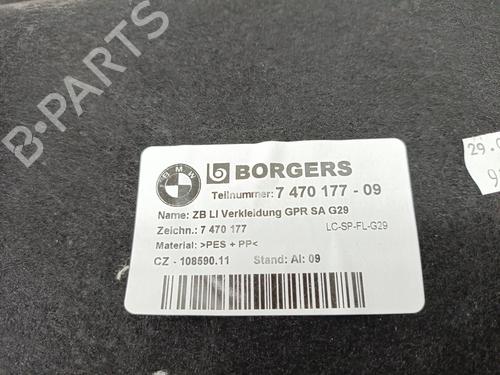 B-PARTS
BMW BORGERS
Teilnummer: 7 470 177 - 09
Name: ZB LI Verkleidung GPR SA G29
Zeichn.: 7 470 177 LC-SP-FL-G29
Material: >PES + PP<
CZ - 108590.11 Stand: AI: 09
29.